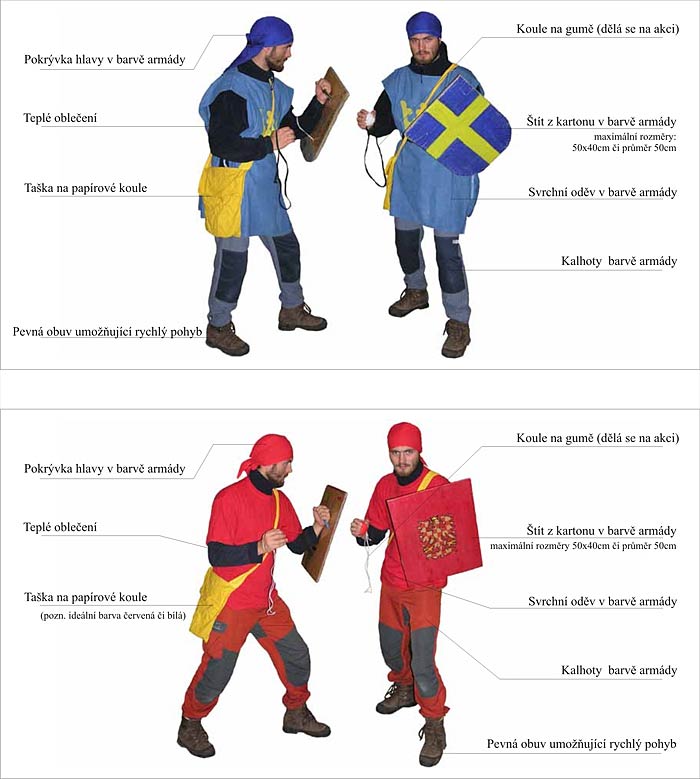 Koule na gumě (dělá se na akci)
Pokrývka hlavy v barvě armády
Teplé oblečení
Štít z kartonu v barvě armády
maximální rozměry:
50x40cm či průměr 50cm
Taška na papírové koule
Svrchní oděv v barvě armády
Kalhoty barvě armády
Pevná obuv umožňující rychlý pohyb
Koule na gumě (dělá se na akci)
Pokrývka hlavy v barvě armády
Teplé oblečení
Štít z kartonu v barvě armády
maximální rozměry 50x40cm či průměr 50cm
Taška na papírové koule
(pozn. ideální barva červená či bílá)
Svrchní oděv v barvě armády
Kalhoty barvě armády
Pevná obuv umožňující rychlý pohyb